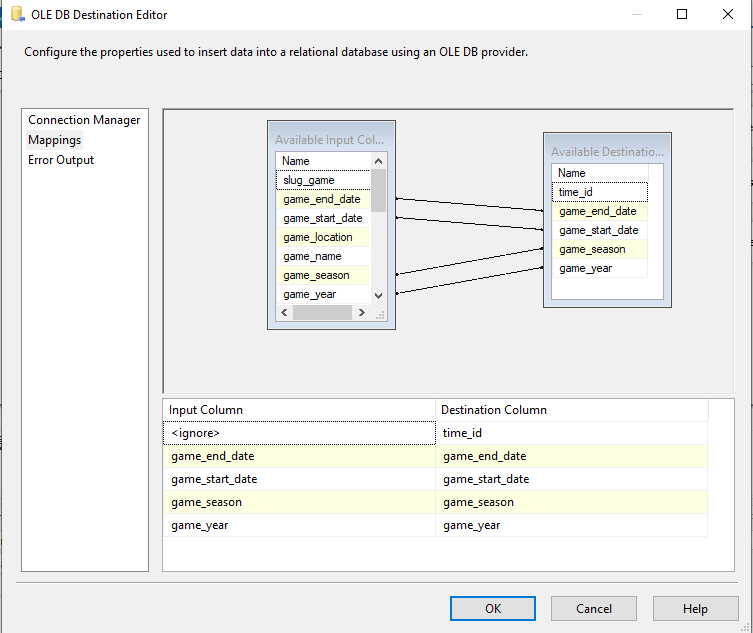 OLE DB Destination Editor
Configure the properties used to insert data into a relational database using an OLE DB provider.
Connection Manager
Mappings
Error Output
Available Input Col...
Name
slug_game
game_end_date
game_start_date
game_location
game_name
game_season
game_year
Available Destinatio...
Name
time_id
game_end_date
game_start_date
game_season
game_year
Input Column Destination Column
<ignore> time_id
game_end_date game_end_date
game_start_date game_start_date
game_season game_season
game_year game_year
OK Cancel Help